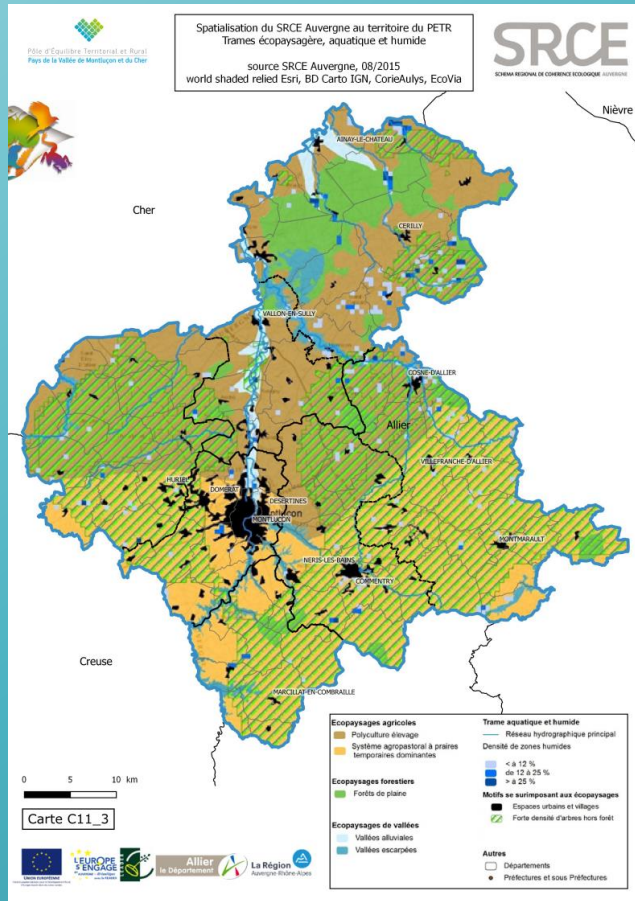 Pôle d'Équilibre Territorial et Rural
Pays de la Vallée de Montluçon et du Cher
Spatialisation du SRCE Auvergne au territoire du PETR
Trames écopaysagère, aquatique et humide
source SRCE Auvergne, 08/2015
world shaded relied Esri, BD Carto IGN, CorieAulys, EcoVia
SRCE
SCHEMA REGIONAL DE COHERENCE ECOLOGIQUE AUVERGNE
Nièvre
AINAY-LE-CHATEAU
Cher
CERILLY
VALLON-EN-SULLY
COSNE-D'ALLIER
Allier
VILLEFRANCHE-D'ALLIER
HURIEL
DOMERAT
DESERTINES
MONTLUCON
MONTMARAULT
NERIS-LES-BAINS
COMMENTRY
Creuse
MARCILLAT-EN-COMBRAILLE
Ecopaysages agricoles
Polyculture élevage
Système agropastoral à praires
temporaires dominantes
Ecopaysages forestiers
Forêts de plaine
Ecopaysages de vallées
Vallées alluviales
Vallées escarpées
Trame aquatique et humide
Réseau hydrographique principal
Densité de zones humides
< à 12 %
de 12 à 25 %
> à 25 %
Motifs se surimposant aux écopaysages
Espaces urbains et villages
Forte densité d'arbres hors forêt
Autres
Départements
Préfectures et sous Préfectures
0 5 10 km
Carte C11_3
UNION EUROPÉENNE
L'EUROPE
S'ENGAGE
Allier
le Département
La Région
Auvergne-Rhône-Alpes